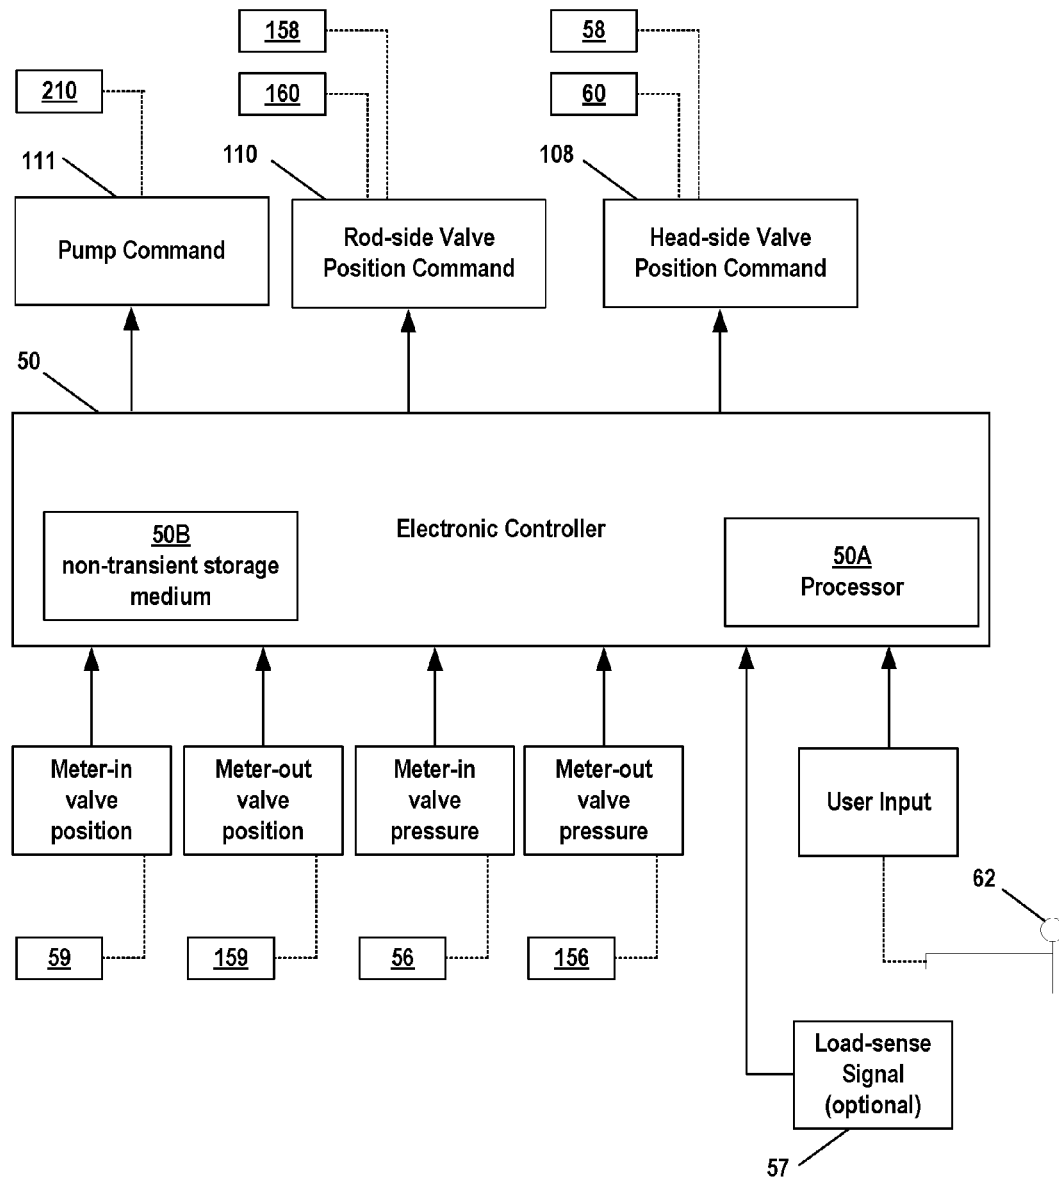 158
58
210
160
60
111
110
108
Pump Command
Rod-side Valve
Position Command
Head-side Valve
Position Command
50
Electronic Controller
50B
non-transient storage
medium
50A
Processor
Meter-in
valve
position
Meter-out
valve
position
Meter-in
valve
pressure
Meter-out
valve
pressure
User Input
62
59
159
56
156
Load-sense
Signal
(optional)
57